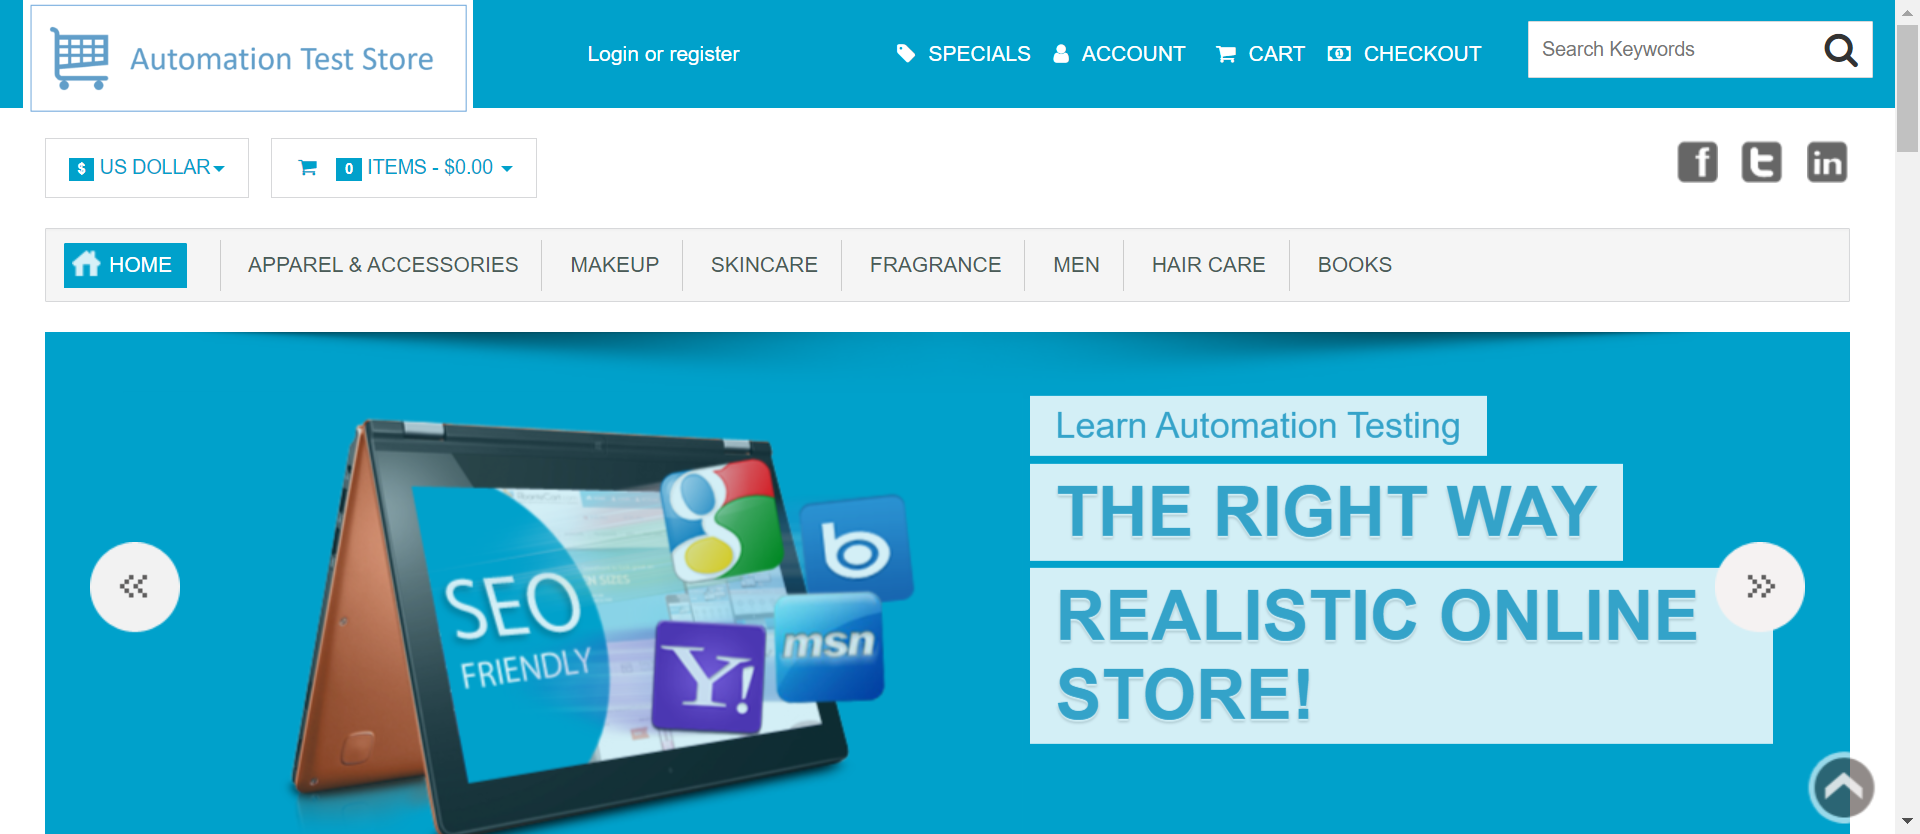 Automation Test Store
Login or register
SPECIALS
ACCOUNT
CART
CHECKOUT
Search Keywords
$ US DOLLAR
0 ITEMS - $0.00
f
t
in
HOME
APPAREL & ACCESSORIES
MAKEUP
SKINCARE
FRAGRANCE
MEN
HAIR CARE
BOOKS
Learn Automation Testing
THE RIGHT WAY
REALISTIC ONLINE
STORE!
SEO
FRIENDLY
g
b
msn
Y!